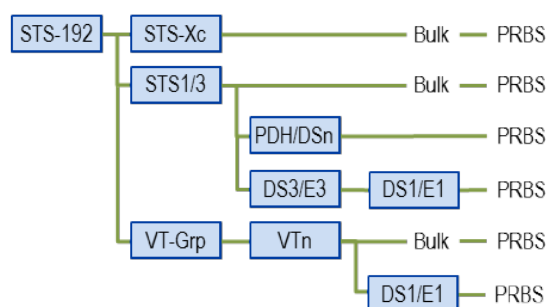 STS-192 STS-Xc Bulk PRBS
STS1/3 Bulk PRBS
PDH/DSn PRBS
DS3/E3 DS1/E1 PRBS
VT-Grp VTn Bulk PRBS
DS1/E1 PRBS